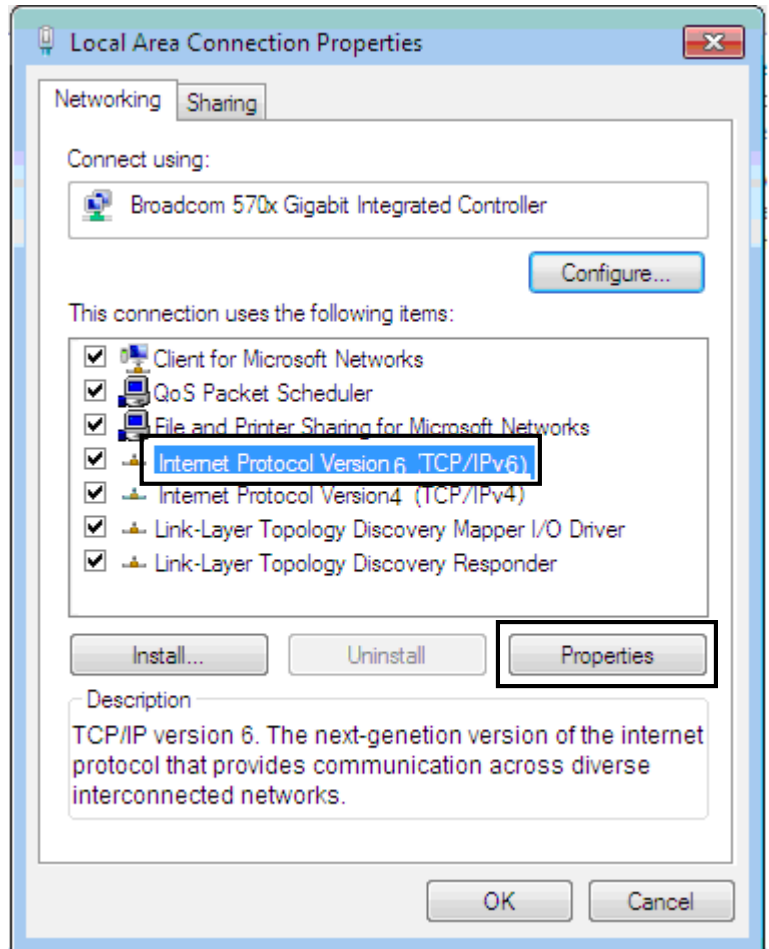 Local Area Connection Properties
Networking
Sharing
Connect using:
Broadcom 570x Gigabit Integrated Controller
Configure...
This connection uses the following items:
Client for Microsoft Networks
QoS Packet Scheduler
File and Printer Sharing for Microsoft Networks
Internet Protocol Version 6 (TCP/IPv6)
Internet Protocol Version4 (TCP/IPv4)
Link-Layer Topology Discovery Mapper I/O Driver
Link-Layer Topology Discovery Responder
Install...
Uninstall
Properties
Description
TCP/IP version 6. The next-genetion version of the internet
protocol that provides communication across diverse
interconnected networks.
OK
Cancel